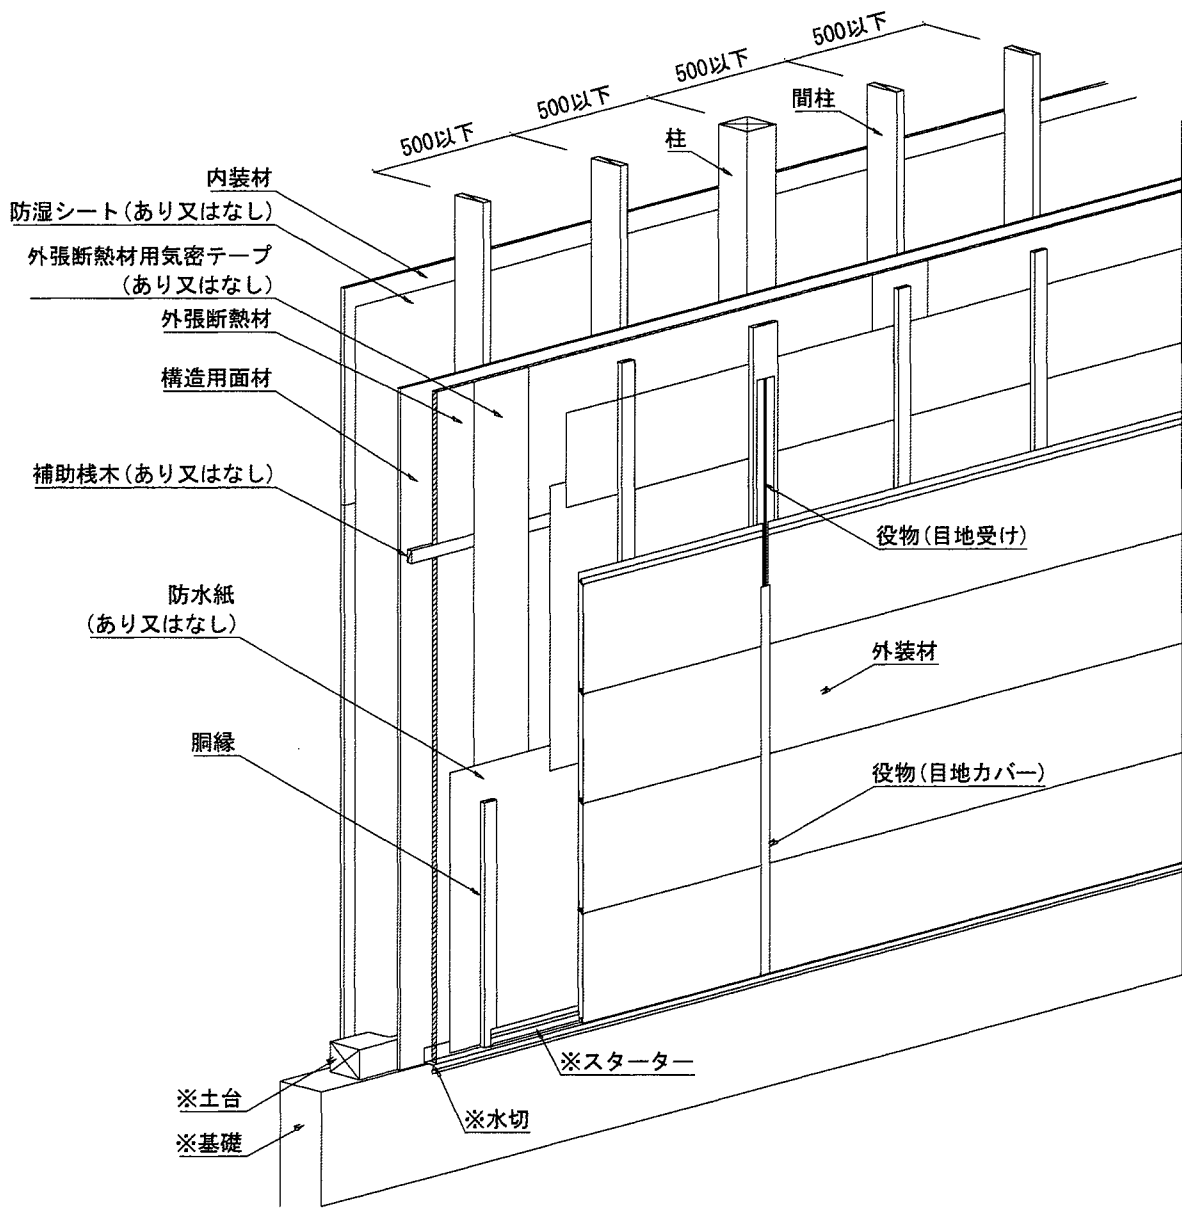 500以下
500以下
500以下
500以下
間柱
柱
内装材
防湿シート(あり又はなし)
外張断熱材用気密テープ
(あり又はなし)
外張断熱材
構造用面材
補助桟木(あり又はなし)
役物(目地受け)
防水紙
(あり又はなし)
外装材
胴縁
役物(目地カバー)
※スターター
※土台
※水切
※基礎